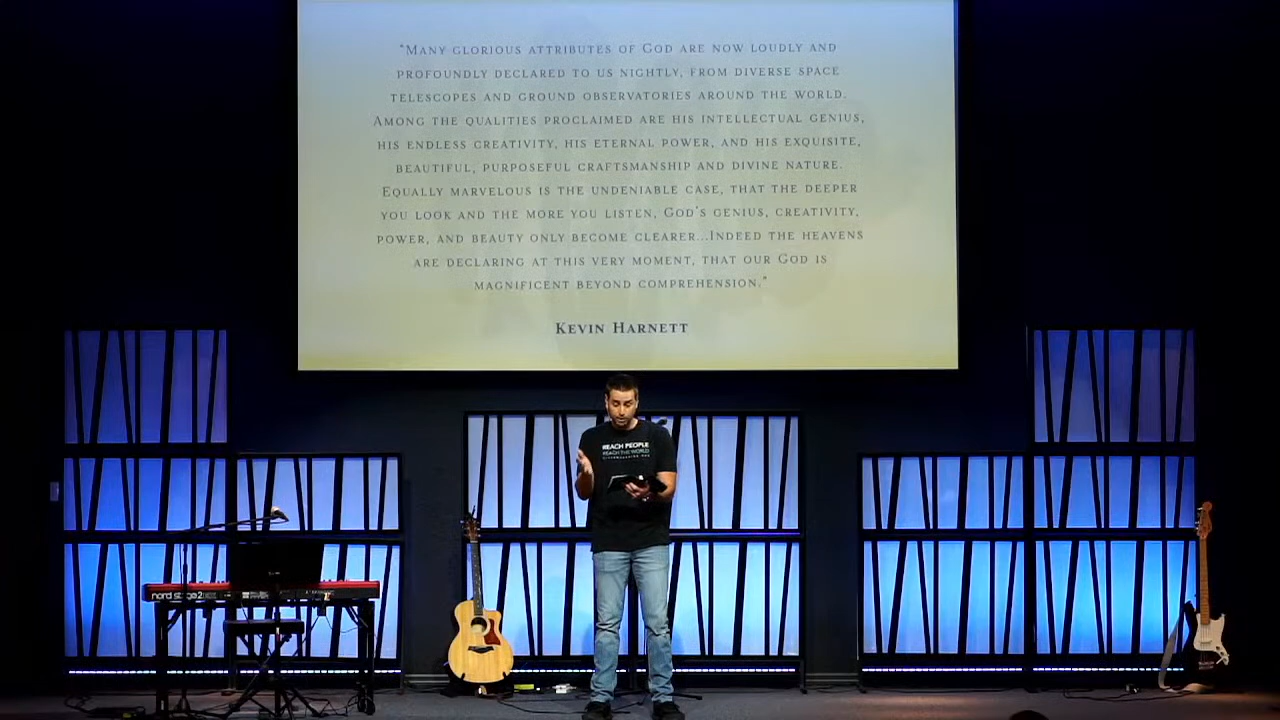 "Many glorious attributes of God are now loudly and
profoundly declared to us nightly, from diverse space
telescopes and ground observatories around the world.
Among the qualities proclaimed are his intellectual genius,
his endless creativity, his eternal power, and his exquisite,
beautiful, purposeful craftsmanship and divine nature.
Equally marvelous is the undeniable case, that the deeper
you look and the more you listen, God's genius, creativity,
power, and beauty only become clearer...Indeed the heavens
are declaring at this very moment, that our God is
magnificent beyond comprehension."
Kevin Harnett
REACH PEOPLE
REACH THE WORLD
nord stage 2